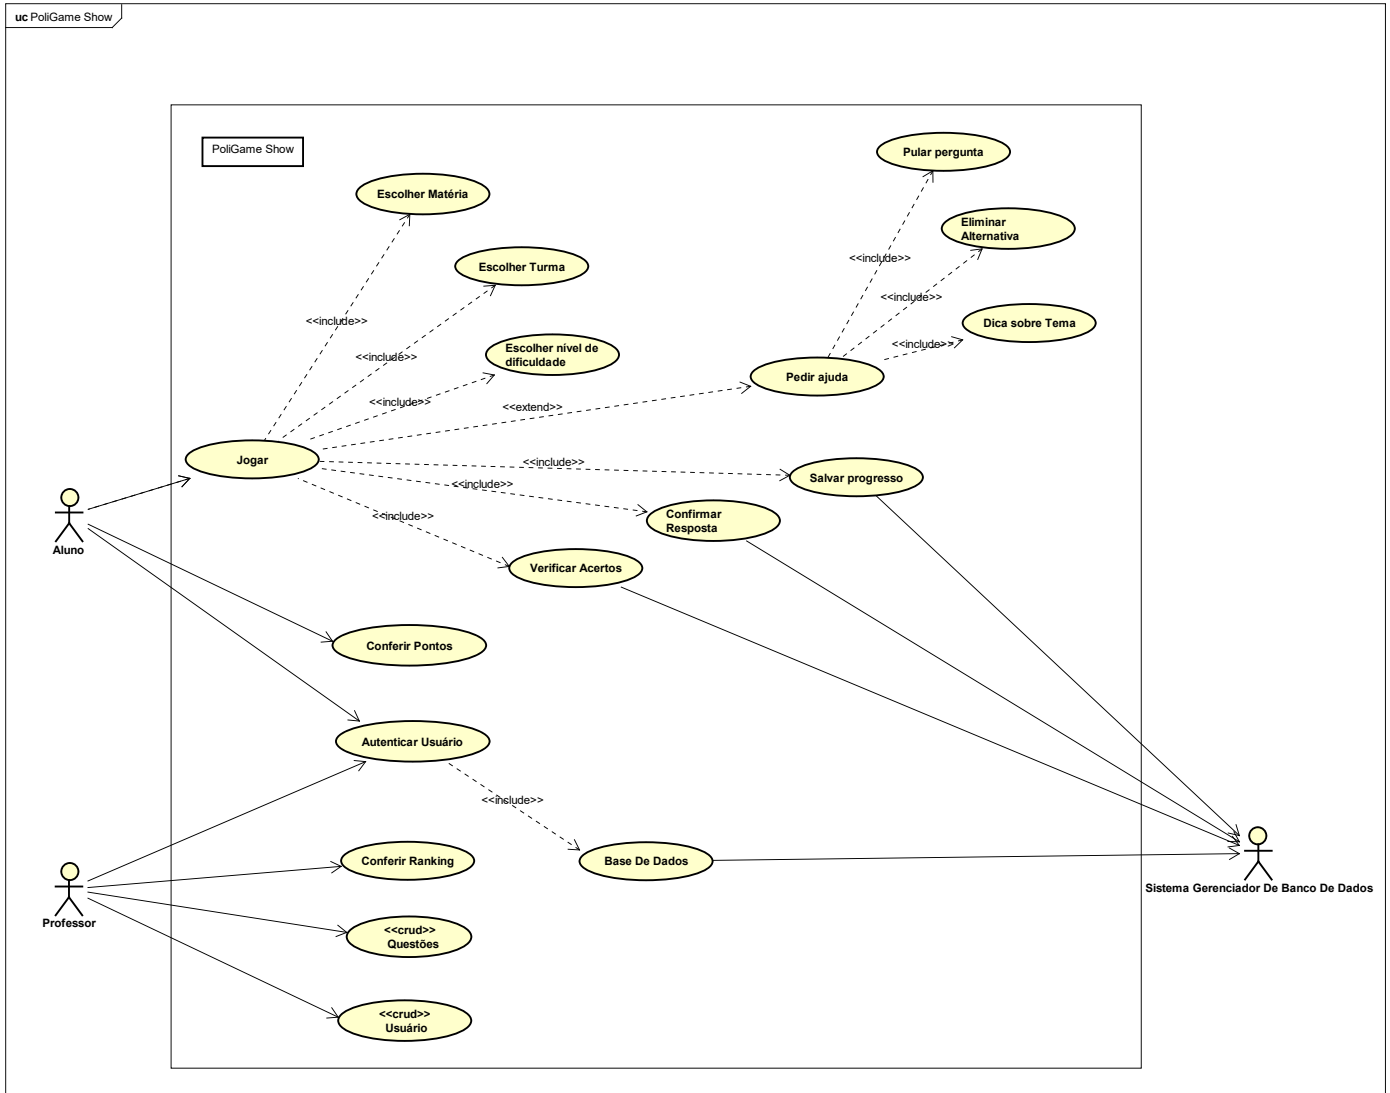 uc PoliGame Show
PoliGame Show
Pular pergunta
Escolher Matéria
Eliminar
Alternativa
Escolher Turma
<<include>>
<<include>>
Dica sobre Tema
<<include>>
<<include>>
Escolher nivel de
dificuldade
<<include>>
Pedir ajuda
<<include>>
<<extend>>
Jogar
<<include>>
Salvar progresso
<<include>>
Confirmar
Resposta
<<include>>
Aluno
Verificar Acertos
Conferir Pontos
Autenticar Usuário
<<include>>
Conferir Ranking
Base De Dados
Sistema Gerenciador De Banco De Dados
Professor
<<crud>>
Questões
<<crud>>
Usuário